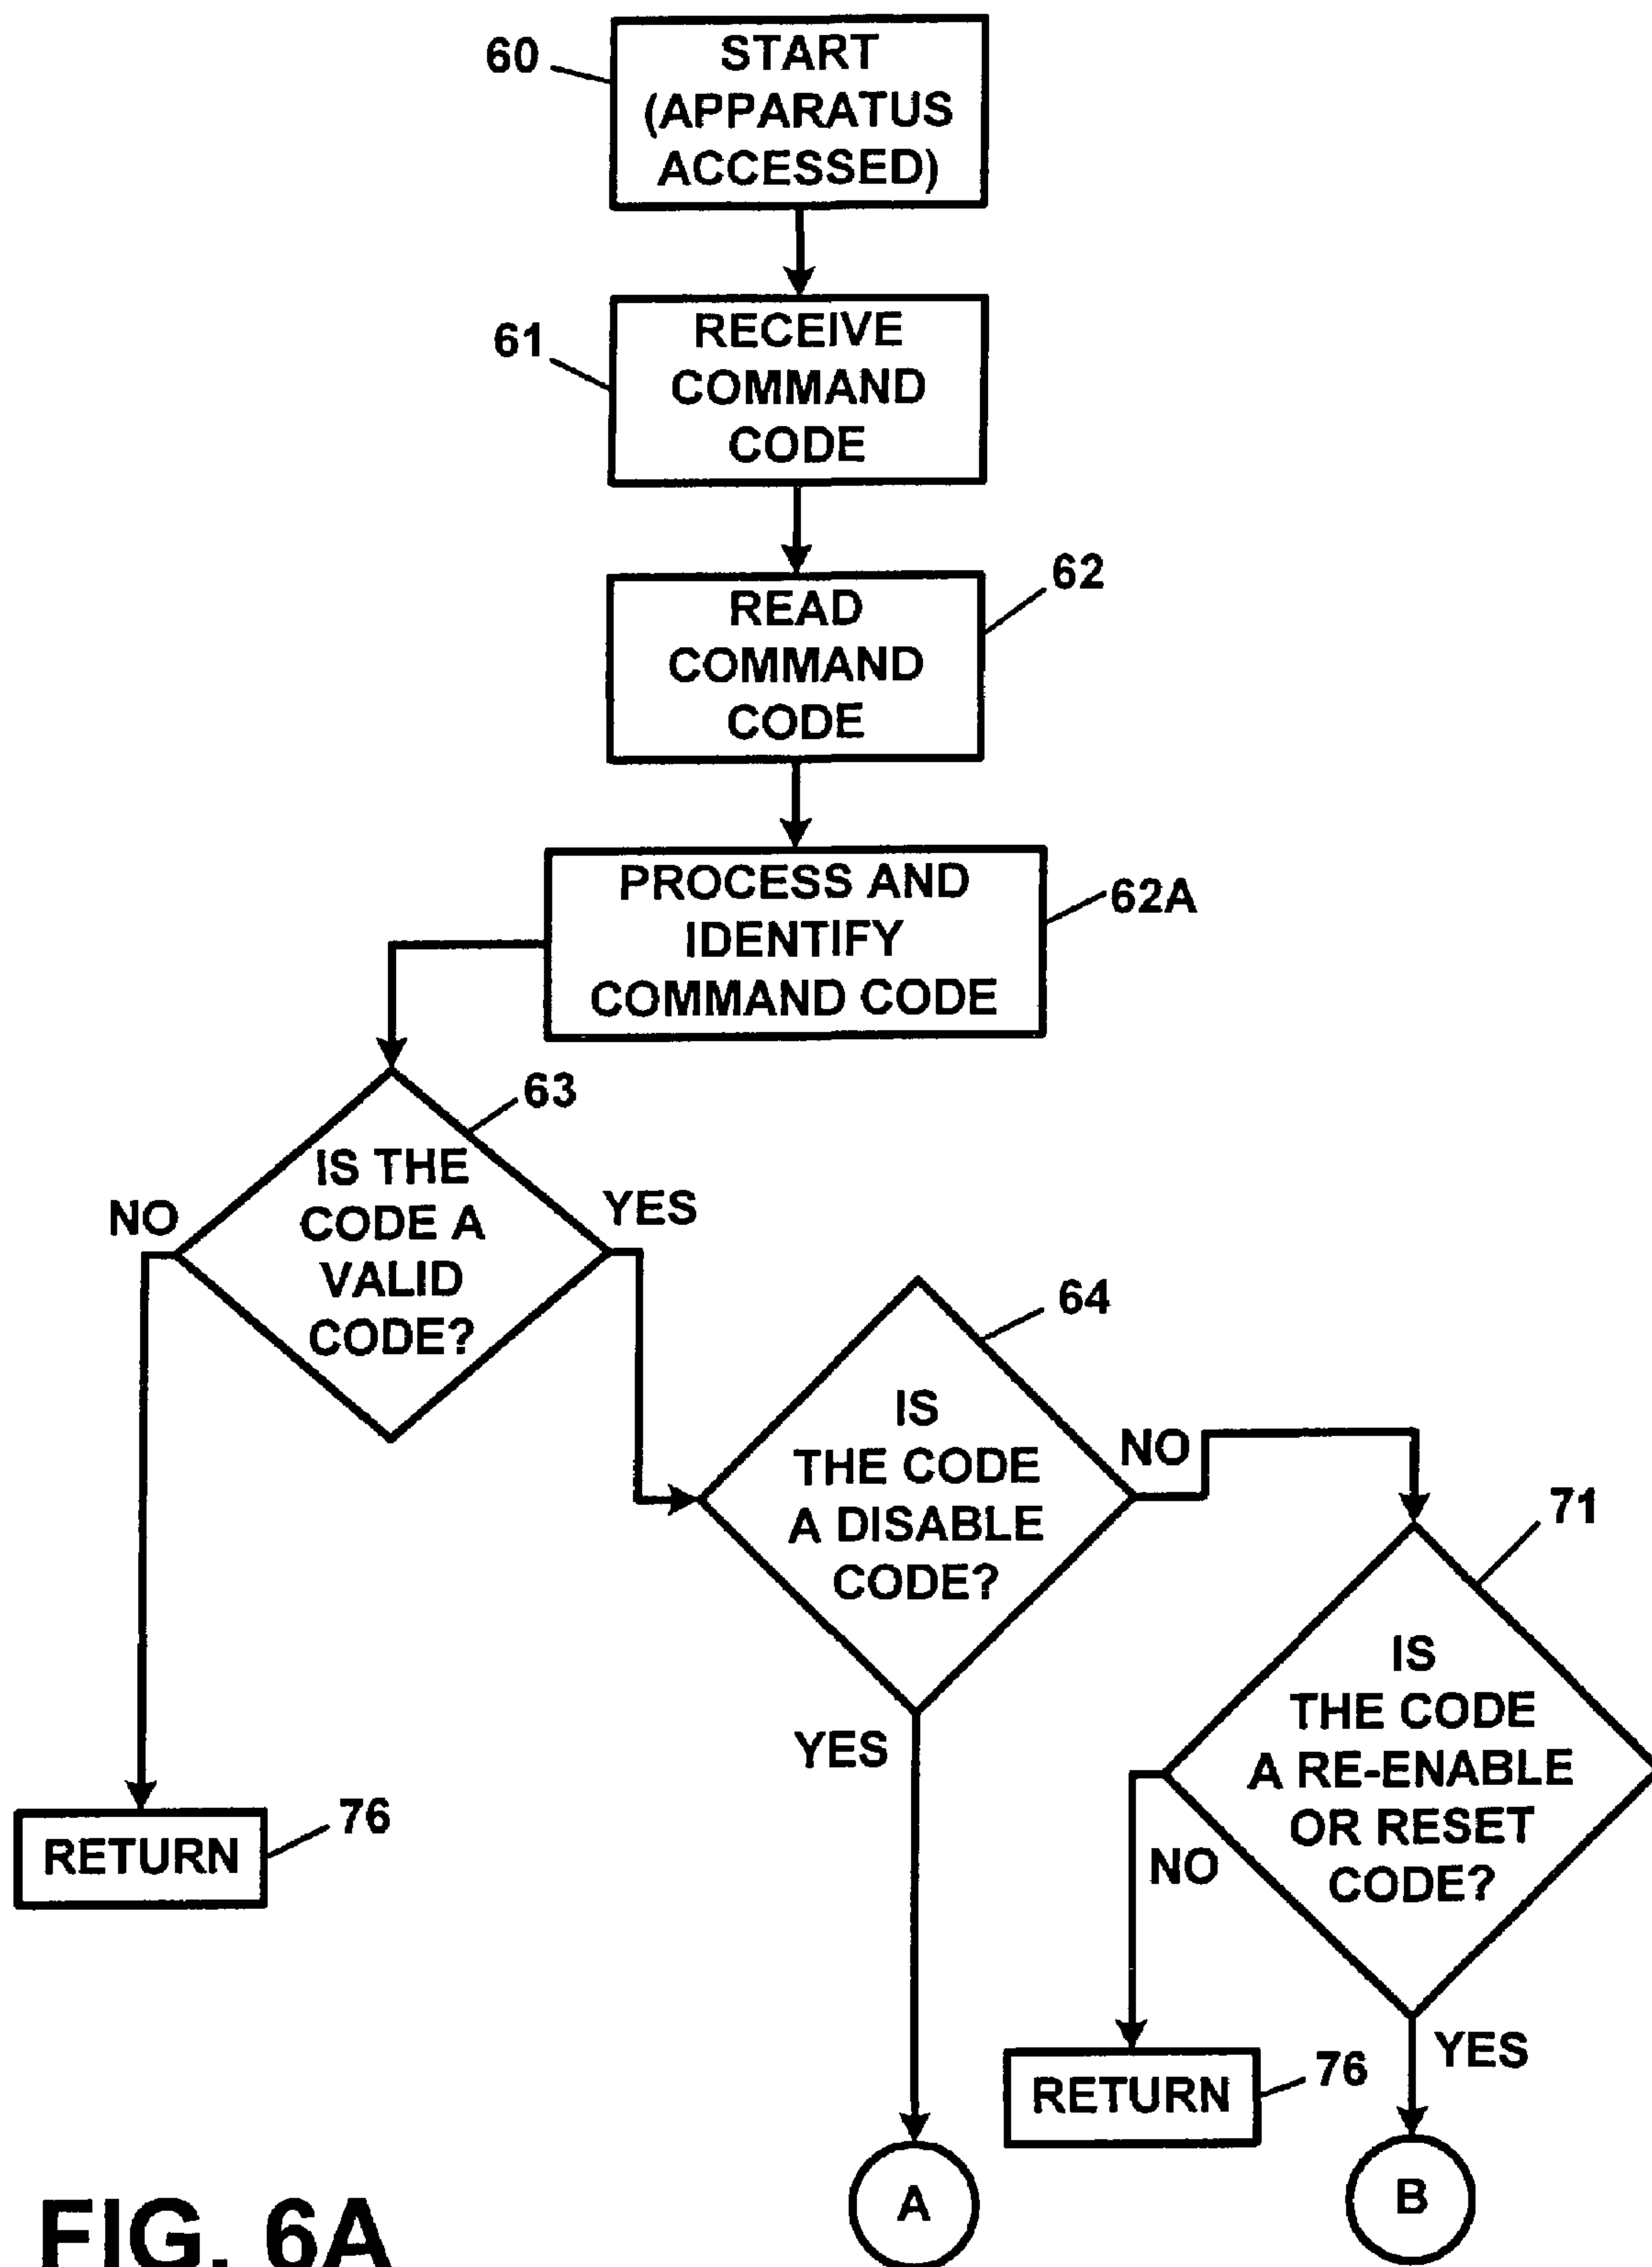 60
START
(APPARATUS
ACCESSED)
61
RECEIVE
COMMAND
CODE
62
READ
COMMAND
CODE
62A
PROCESS AND
IDENTIFY
COMMAND CODE
63
IS THE
CODE A
VALID
CODE?
NO
YES
64
IS
THE CODE
A DISABLE
CODE?
NO
YES
71
IS
THE CODE
A RE-ENABLE
OR RESET
CODE?
NO
YES
RETURN
76
RETURN
76
A
B
FIG. 6A